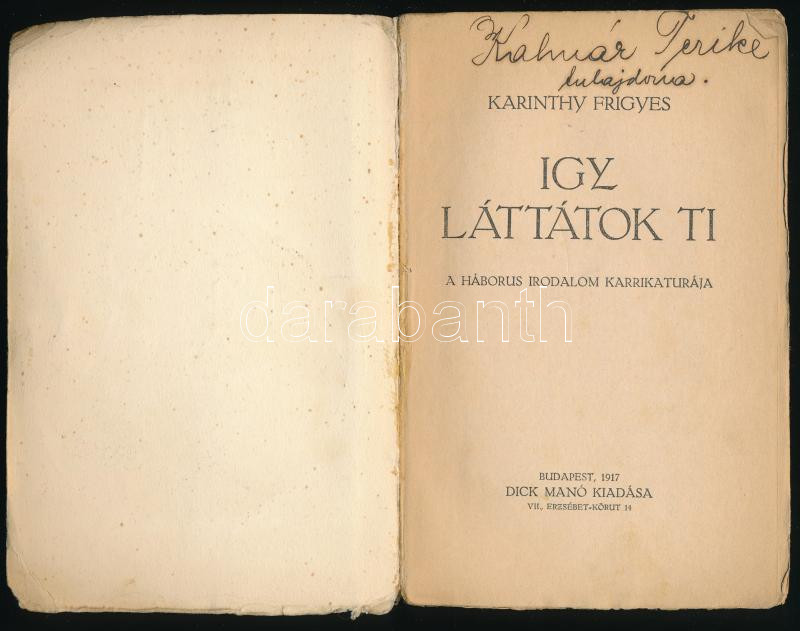 Kalmár Terike
tulajdona.
KARINTHY FRIGYES
IGY
LÁTTÁTOK TI
A HÁBORUS IRODALOM KARRIKATURÁJA
darabanth
BUDAPEST, 1917
DICK MANÓ KIADÁSA
VII., ERZSÉBET-KÖRUT 14